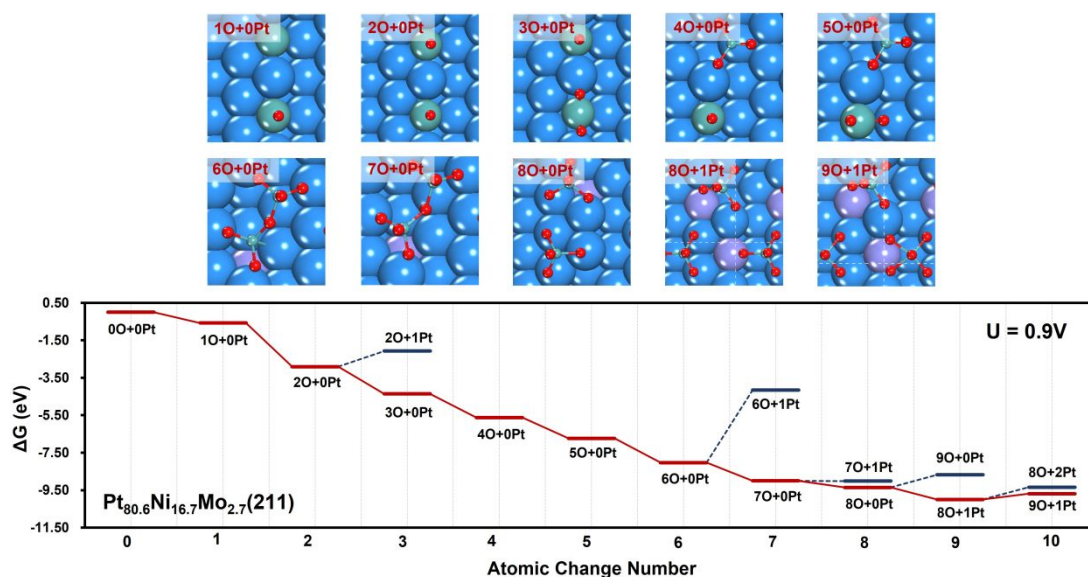 1O+0Pt 2O+0Pt 3O+0Pt 4O+0Pt 5O+0Pt
6O+0Pt 7O+0Pt 8O+0Pt 8O+1Pt 9O+1Pt
U = 0.9V
ΔG (eV)
0.50
-1.50
-3.50
-5.50
-7.50
-9.50
-11.50
0O+0Pt
1O+0Pt
2O+0Pt
2O+1Pt
3O+0Pt
4O+0Pt
5O+0Pt
6O+0Pt
6O+1Pt
7O+0Pt
7O+1Pt
8O+0Pt
9O+0Pt
8O+1Pt
8O+2Pt
9O+1Pt
Pt80.6Ni16.7Mo2.7(211)
0 1 2 3 4 5 6 7 8 9 10
Atomic Change Number